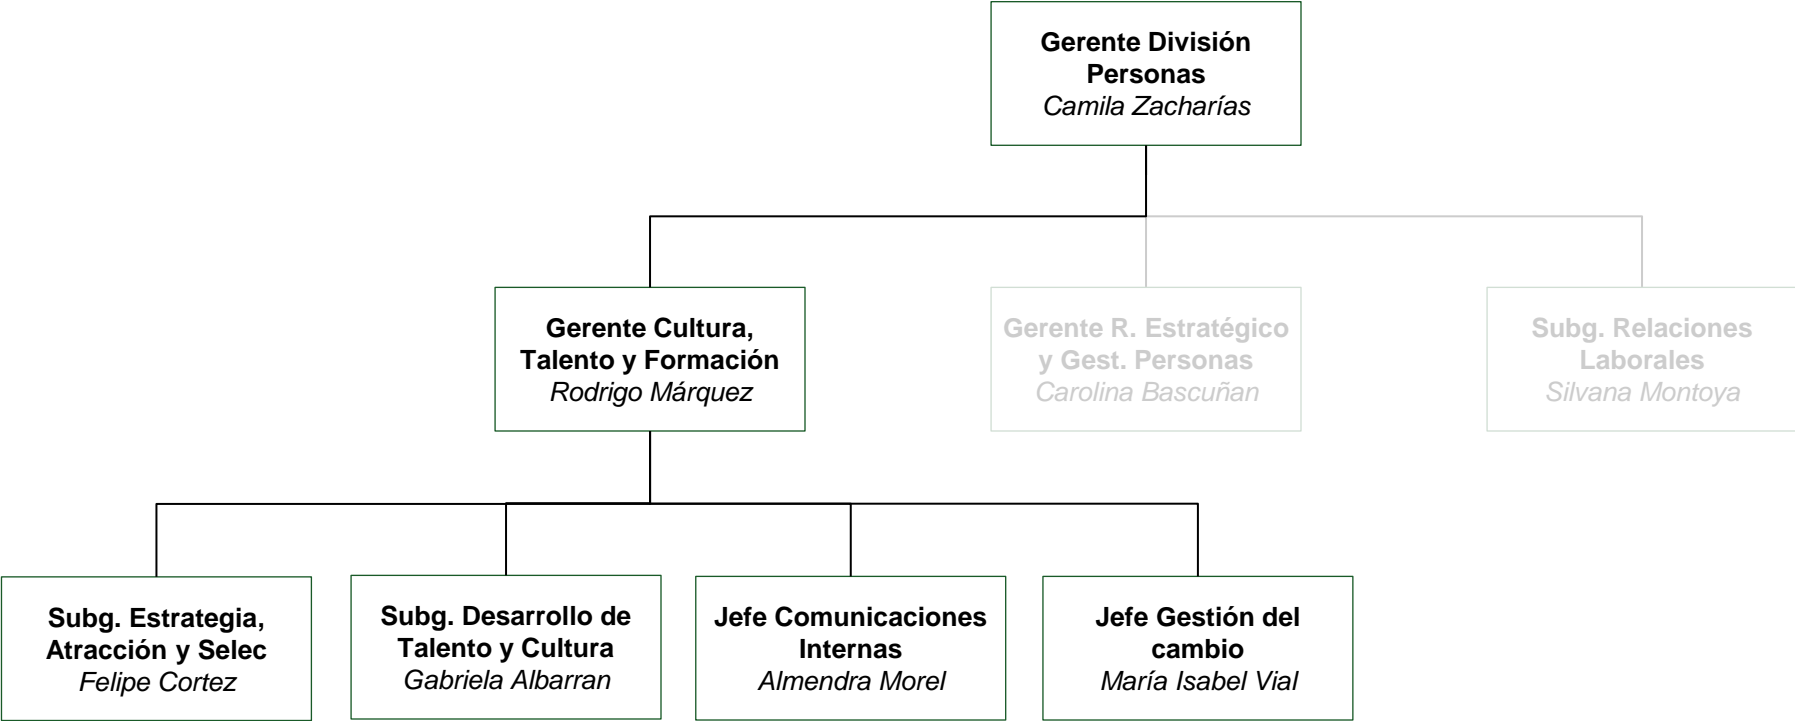 Gerente División
Personas
Camila Zacharías
Gerente Cultura,
Talento y Formación
Rodrigo Márquez
Gerente R. Estratégico
y Gest. Personas
Carolina Bascuñan
Subg. Relaciones
Laborales
Silvana Montoya
Subg. Estrategia,
Atracción y Selec
Felipe Cortez
Subg. Desarrollo de
Talento y Cultura
Gabriela Albarran
Jefe Comunicaciones
Internas
Almendra Morel
Jefe Gestión del
cambio
María Isabel Vial